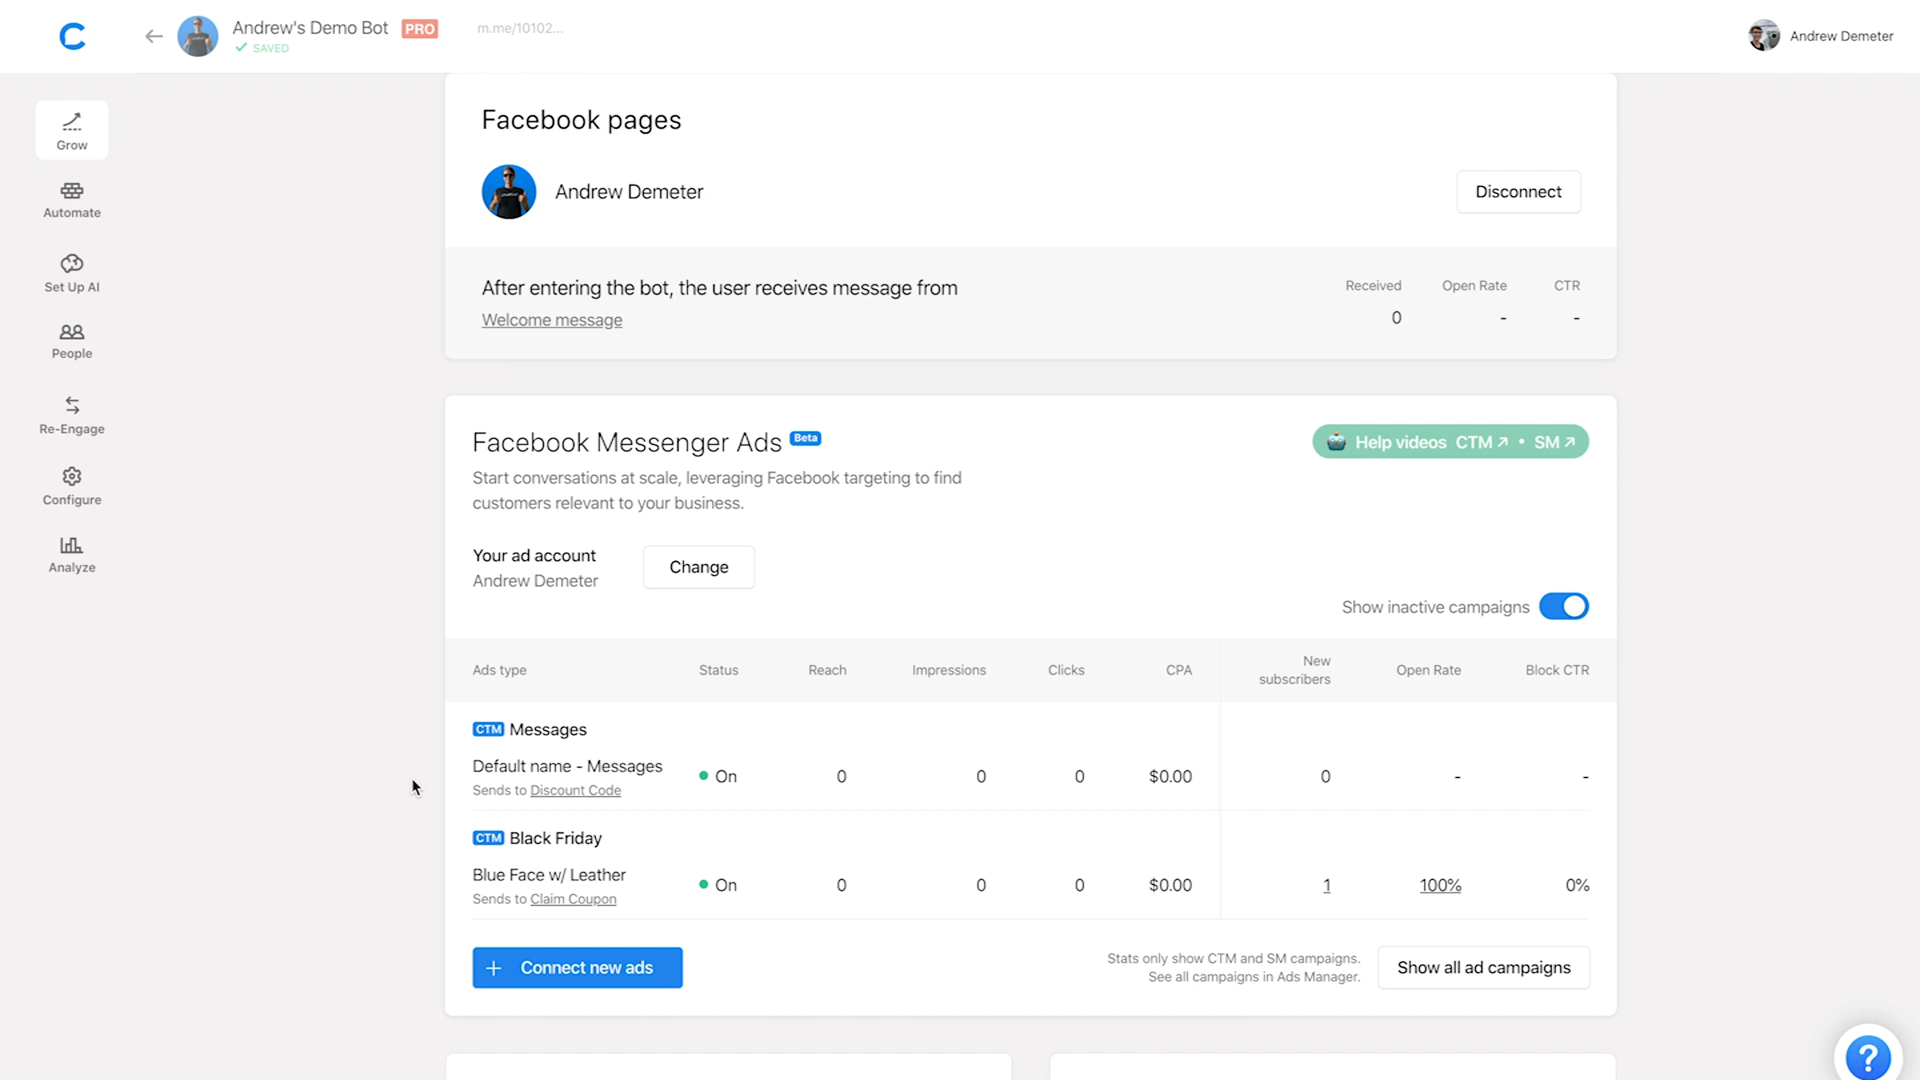 Andrew's Demo Bot PRO
SAVED
m.me/10102...
Andrew Demeter
Grow
Automate
Set Up AI
People
Re-Engage
Configure
Analyze
Facebook pages
Andrew Demeter
Disconnect
After entering the bot, the user receives message from
Welcome message
Received Open Rate CTR
0 - -
Facebook Messenger Ads Beta
Help videos CTM ↗ • SM ↗
Start conversations at scale, leveraging Facebook targeting to find
customers relevant to your business.
Your ad account
Andrew Demeter
Change
Show inactive campaigns
Ads type Status Reach Impressions Clicks CPA New subscribers Open Rate Block CTR
CTM Messages
Default name - Messages
Sends to Discount Code
On 0 0 0 $0.00 0 - -
CTM Black Friday
Blue Face w/ Leather
Sends to Claim Coupon
On 0 0 0 $0.00 1 100% 0%
+ Connect new ads
Stats only show CTM and SM campaigns.
See all campaigns in Ads Manager.
Show all ad campaigns
?